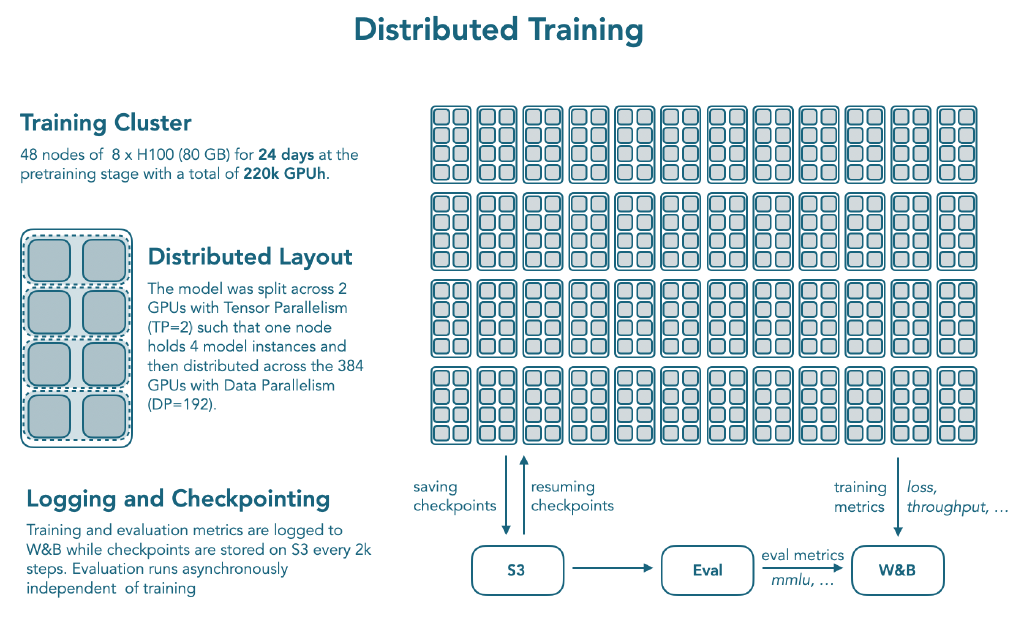 Distributed Training
Training Cluster
48 nodes of 8 x H100 (80 GB) for 24 days at the
pretraining stage with a total of 220k GPUh.
Distributed Layout
The model was split across 2
GPUs with Tensor Parallelism
(TP=2) such that one node
holds 4 model instances and
then distributed across the 384
GPUs with Data Parallelism
(DP=192).
Logging and Checkpointing
Training and evaluation metrics are logged to
W&B while checkpoints are stored on S3 every 2k
steps. Evaluation runs asynchronously
independent of training
saving
checkpoints
resuming
checkpoints
training
metrics
loss,
throughput, ...
S3
Eval
eval metrics
mmlu, ...
W&B